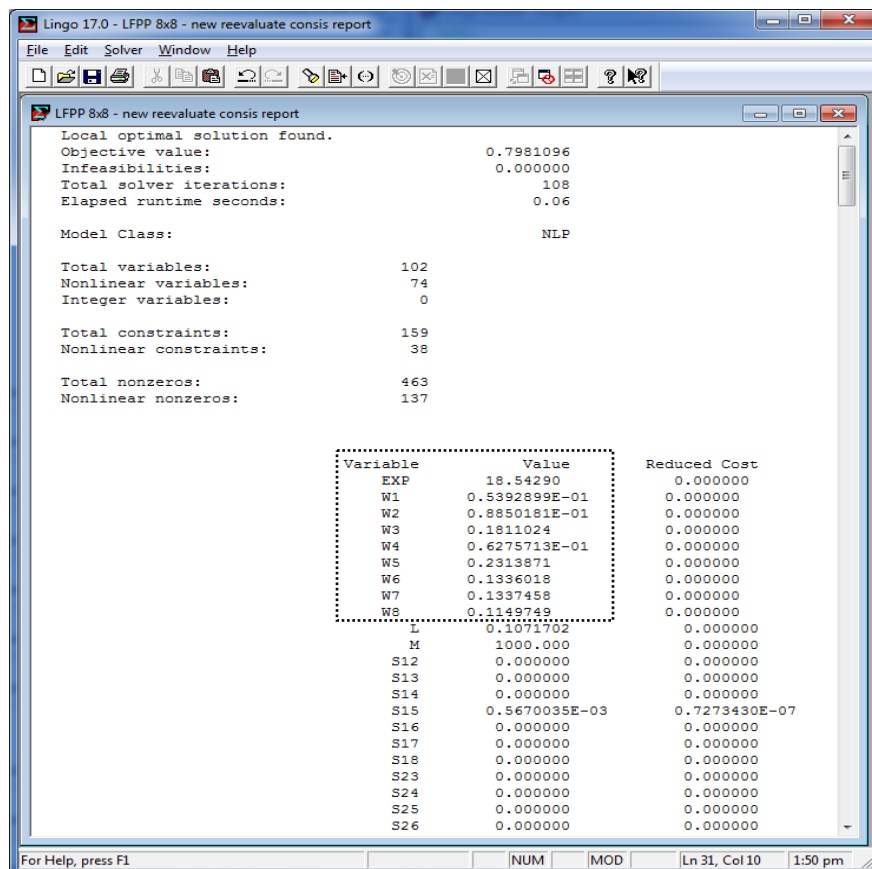 Lingo 17.0 - LFPP 8x8 - new reevaluate consis report
File Edit Solver Window Help
LFPP 8x8 - new reevaluate consis report
Local optimal solution found.
Objective value: 0.7981096
Infeasibilities: 0.000000
Total solver iterations: 108
Elapsed runtime seconds: 0.06
Model Class: NLP
Total variables: 102
Nonlinear variables: 74
Integer variables: 0
Total constraints: 159
Nonlinear constraints: 38
Total nonzeros: 463
Nonlinear nonzeros: 137
Variable Value Reduced Cost
EXP 18.54290 0.000000
W1 0.5392899E-01 0.000000
W2 0.8850181E-01 0.000000
W3 0.1811024 0.000000
W4 0.6275713E-01 0.000000
W5 0.2313871 0.000000
W6 0.1336018 0.000000
W7 0.1337458 0.000000
W8 0.1149749 0.000000
L 0.1071702 0.000000
M 1000.000 0.000000
S12 0.000000 0.000000
S13 0.000000 0.000000
S14 0.000000 0.000000
S15 0.5670035E-03 0.7273430E-07
S16 0.000000 0.000000
S17 0.000000 0.000000
S18 0.000000 0.000000
S23 0.000000 0.000000
S24 0.000000 0.000000
S25 0.000000 0.000000
S26 0.000000 0.000000
For Help, press F1 NUM MOD Ln 31, Col 10 1:50 pm